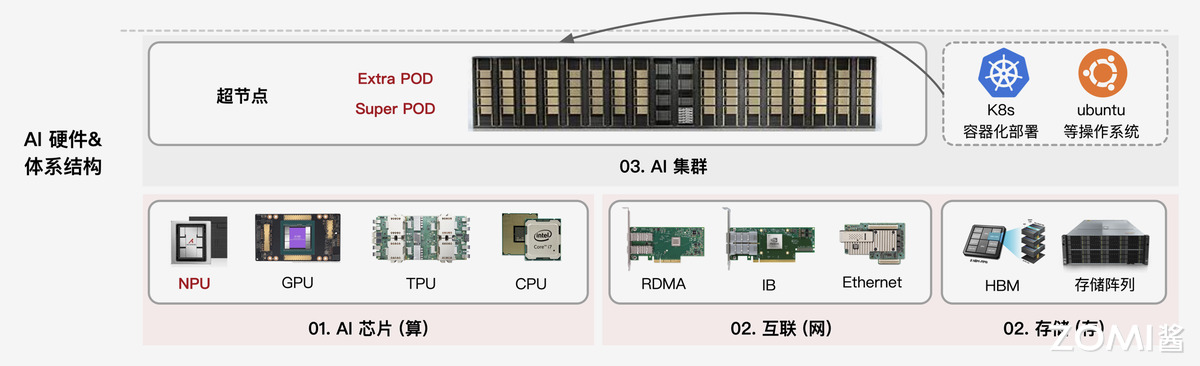 超节点
Extra POD
Super POD
K8s
容器化部署
ubuntu
等操作系统
AI 硬件&
体系结构
03. AI 集群
intel
Core™ i7
NPU
GPU
TPU
CPU
RDMA
IB
Ethernet
HBM
存储阵列
01. AI 芯片 (算)
02. 互联 (网)
02. 存储 (存)
ZOMI酱